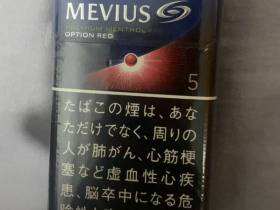 MEVIUS
PREMIUM MENTHOL
OPTION RED
5
たばこの煙は、あな
ただけでなく、周りの
人が肺がん、心筋梗
塞など虚血性心疾
患、脳卒中になる危